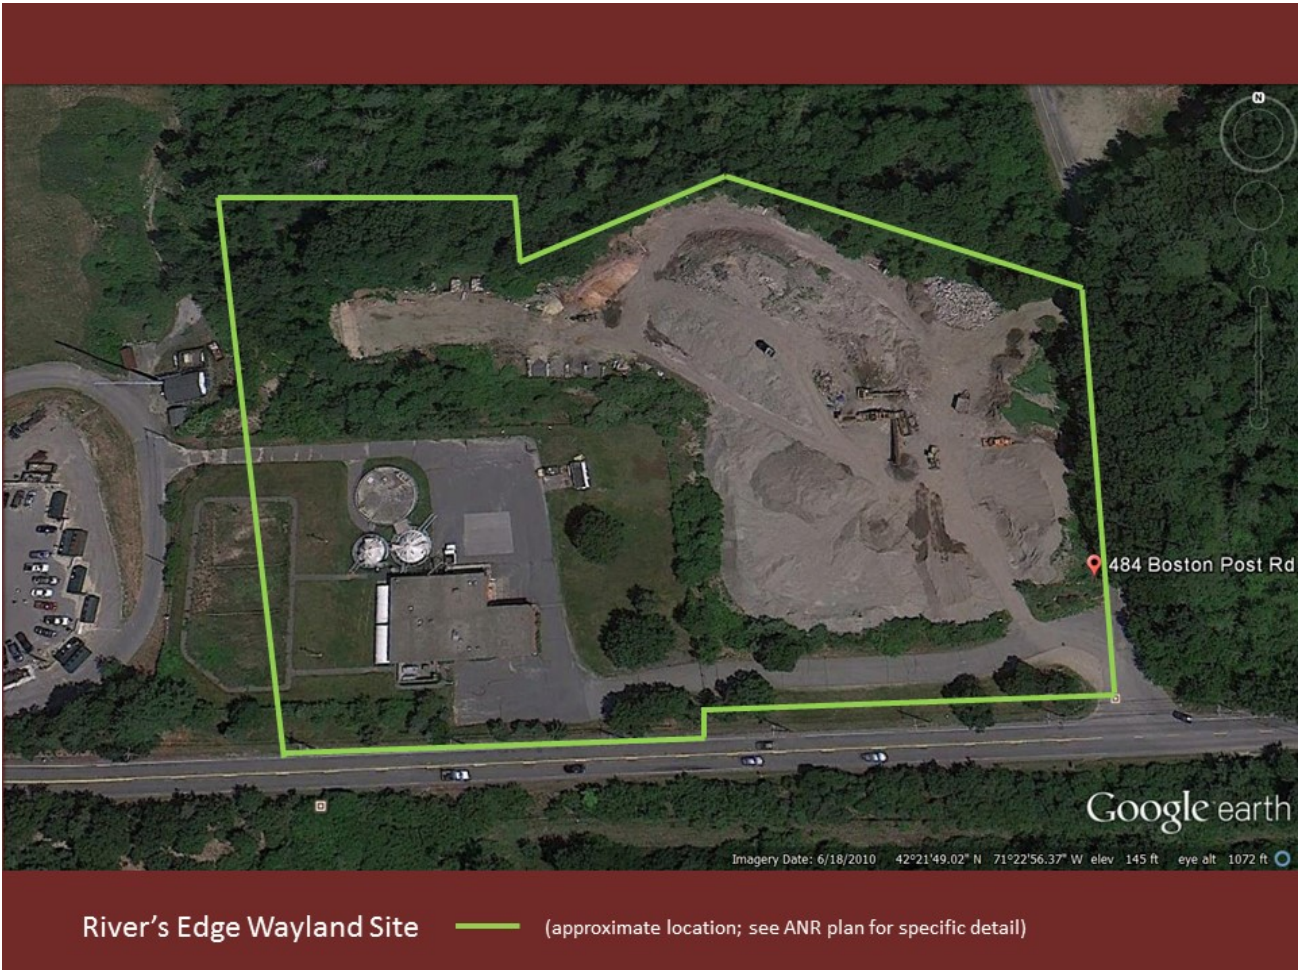 N
484 Boston Post Rd
Google earth
Imagery Date: 6/18/2010 42°21'49.02" N 71°22'56.37" W elev 145 ft eye alt 1072 ft
River's Edge Wayland Site (approximate location; see ANR plan for specific detail)